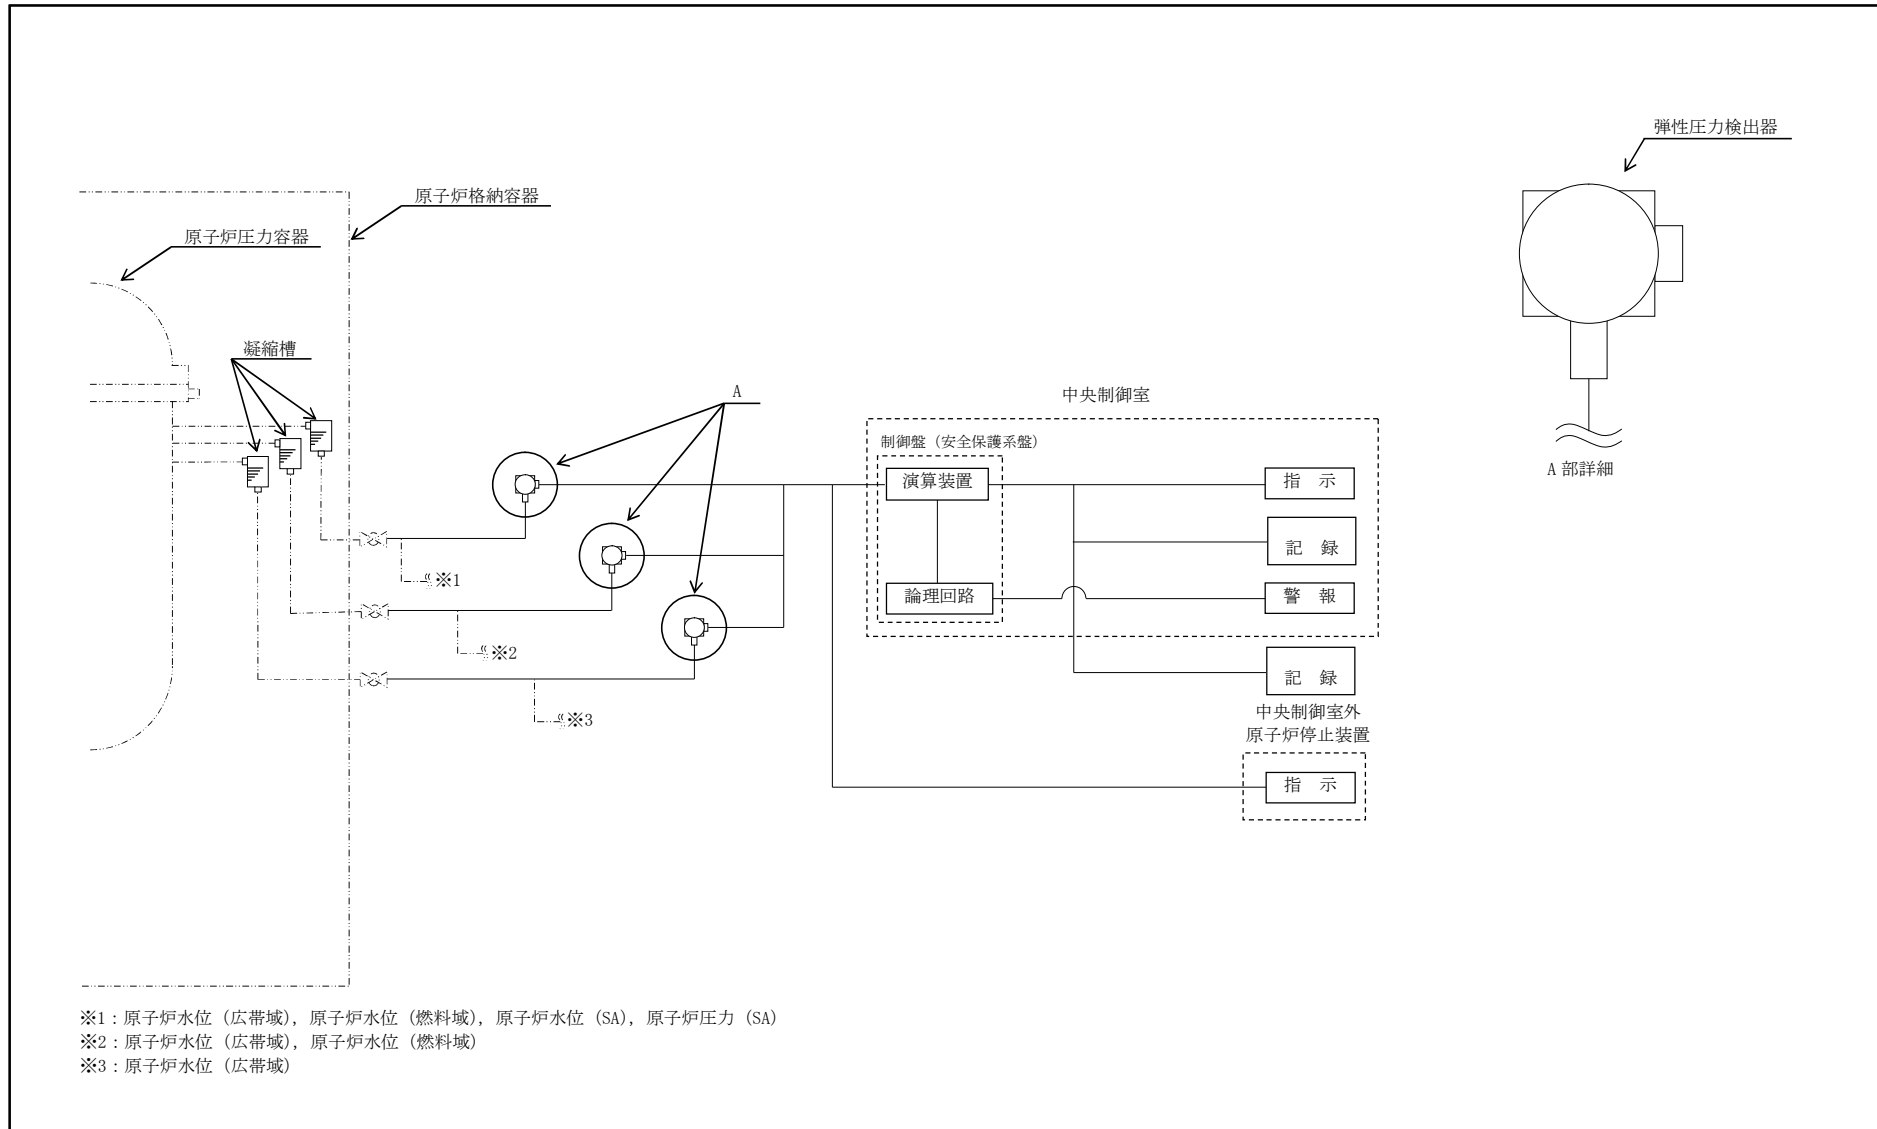 弾性圧力検出器
原子炉格納容器
原子炉圧力容器
凝縮槽
A
中央制御室
制御盤（安全保護系盤）
演算装置
指 示
A 部詳細
記 録
※1
論理回路
警 報
※2
記 録
※3
中央制御室外
原子炉停止装置
指 示
※1：原子炉水位（広帯域），原子炉水位（燃料域），原子炉水位（SA），原子炉圧力（SA）
※2：原子炉水位（広帯域），原子炉水位（燃料域）
※3：原子炉水位（広帯域）